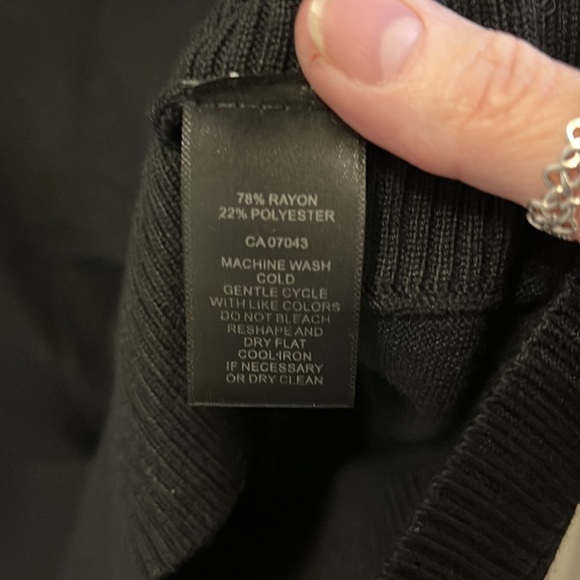 78% RAYON
22% POLYESTER
CA07043
MACHINE WASH
COLD
GENTLE CYCLE
WITH LIKE COLORS
DO NOT BLEACH
RESHAPE AND
DRY FLAT
COOL IRON
IF NECESSARY
OR DRY CLEAN